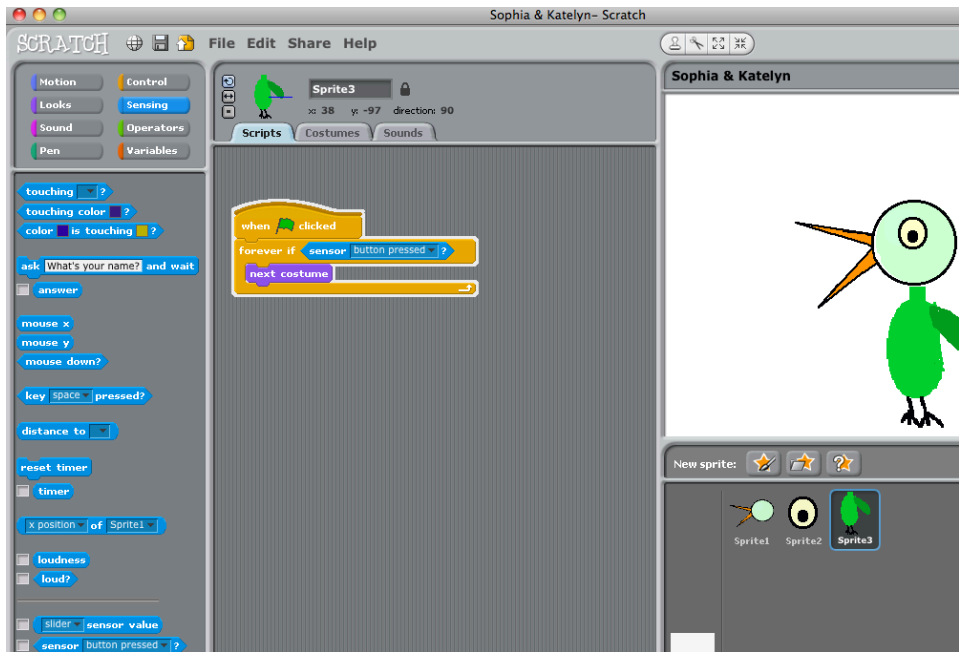 Sophia & Katelyn– Scratch
SCRATCH File Edit Share Help
Motion Control
Looks Sensing
Sound Operators
Pen Variables
Sprite3
x: 38 y: -97 direction: 90
Scripts Costumes Sounds
touching ?
touching color ?
color is touching ?
ask What's your name? and wait
answer
mouse x
mouse y
mouse down?
key space pressed?
distance to
reset timer
timer
x position of Sprite1
loudness
loud?
slider sensor value
sensor button pressed ?
when clicked
forever if sensor button pressed ?
next costume
Sophia & Katelyn
New sprite:
Sprite1 Sprite2 Sprite3